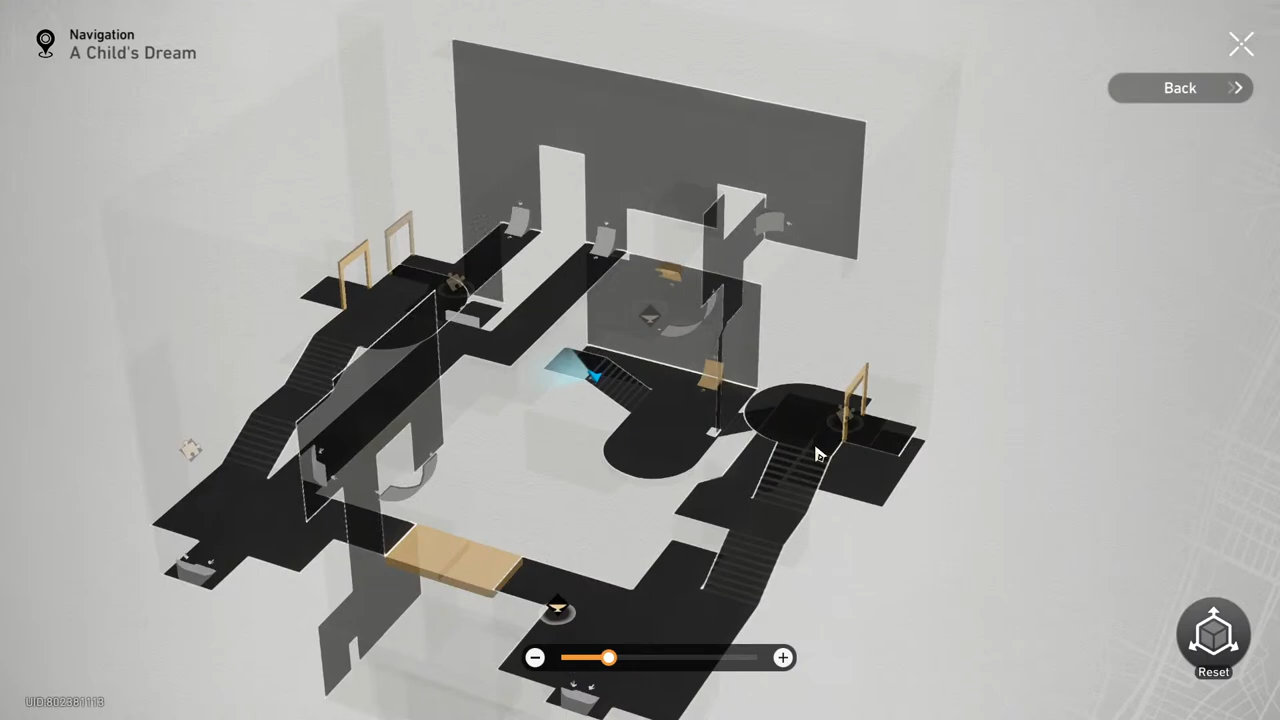 Navigation
A Child's Dream
Back
Reset
UID:802381113